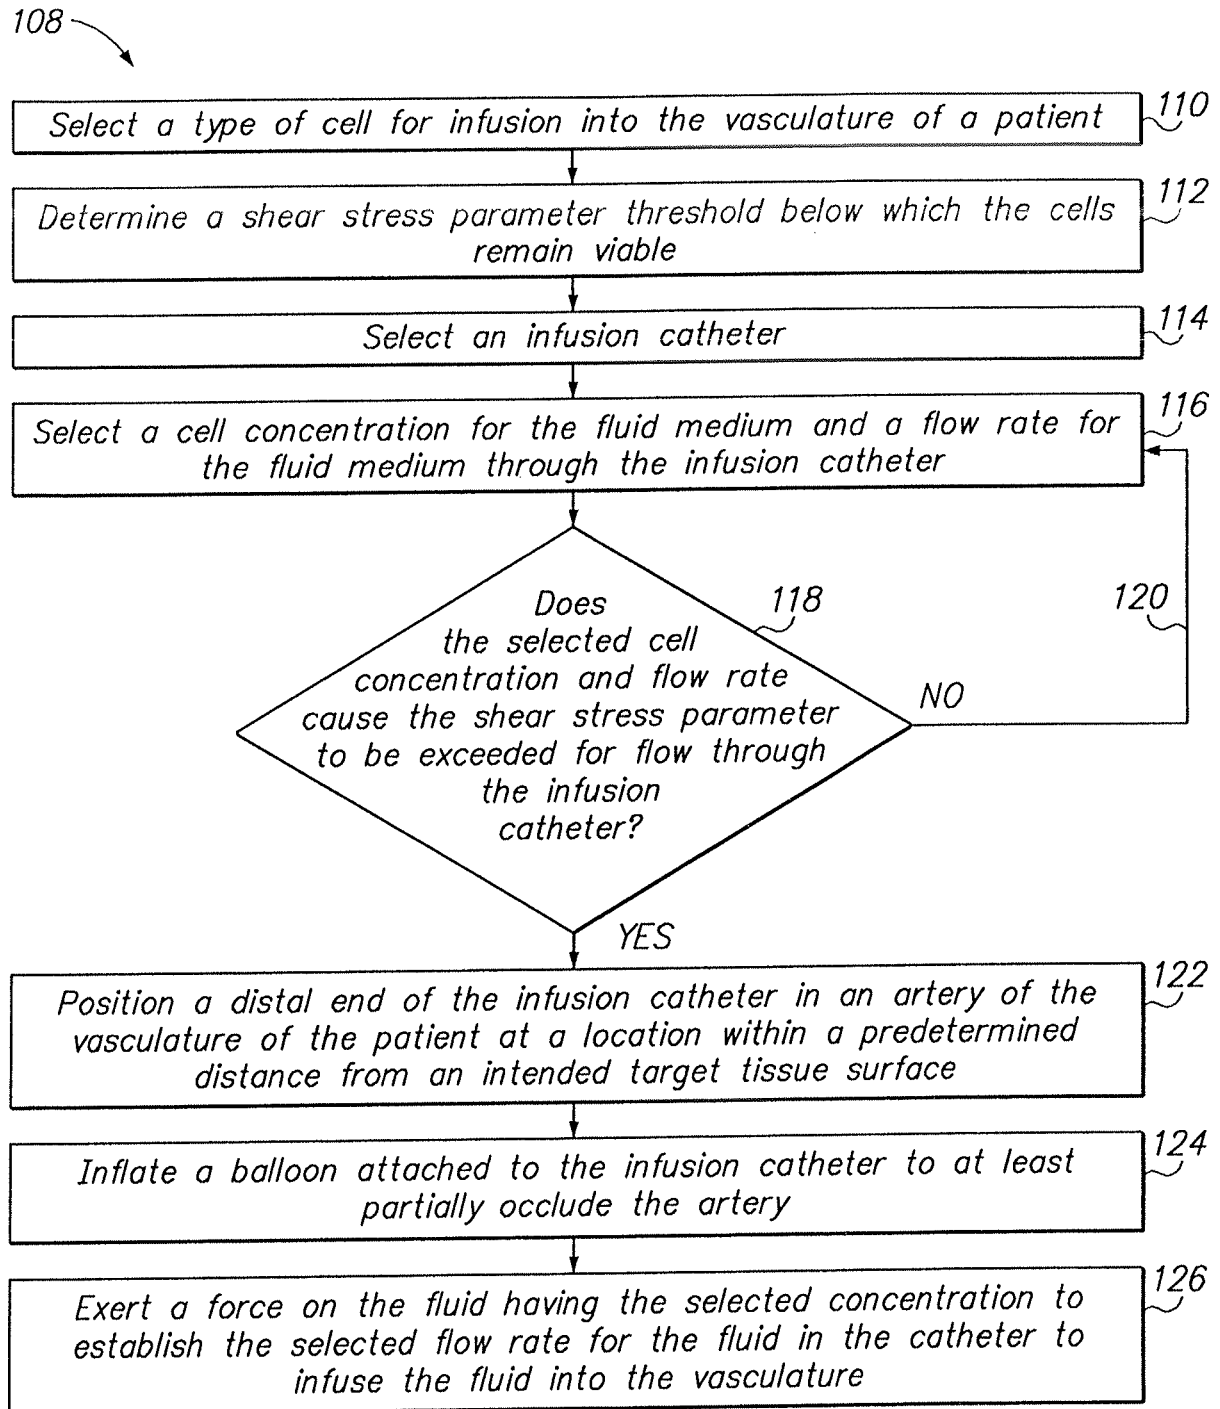 108
Select a type of cell for infusion into the vasculature of a patient
110
Determine a shear stress parameter threshold below which the cells
remain viable
112
Select an infusion catheter
114
Select a cell concentration for the fluid medium and a flow rate for
the fluid medium through the infusion catheter
116
Does
the selected cell
concentration and flow rate
cause the shear stress parameter
to be exceeded for flow through
the infusion
catheter?
118
NO
120
YES
Position a distal end of the infusion catheter in an artery of the
vasculature of the patient at a location within a predetermined
distance from an intended target tissue surface
122
Inflate a balloon attached to the infusion catheter to at least
partially occlude the artery
124
Exert a force on the fluid having the selected concentration to
establish the selected flow rate for the fluid in the catheter to
infuse the fluid into the vasculature
126